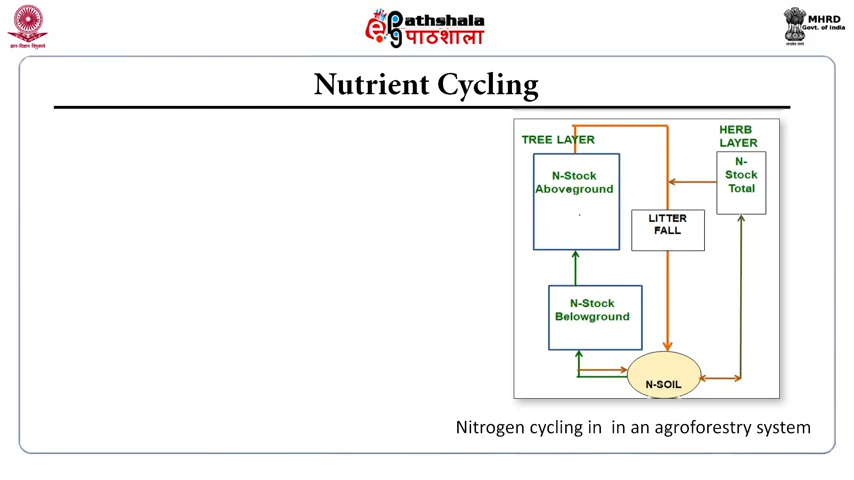 Pathshala
पाठशाला
MHRD
Govt. of India
Nutrient Cycling
TREE LAYER
HERB
LAYER
N-
Stock
Total
N-Stock
Aboveground
LITTER
FALL
N-Stock
Belowground
N-SOIL
Nitrogen cycling in in an agroforestry system